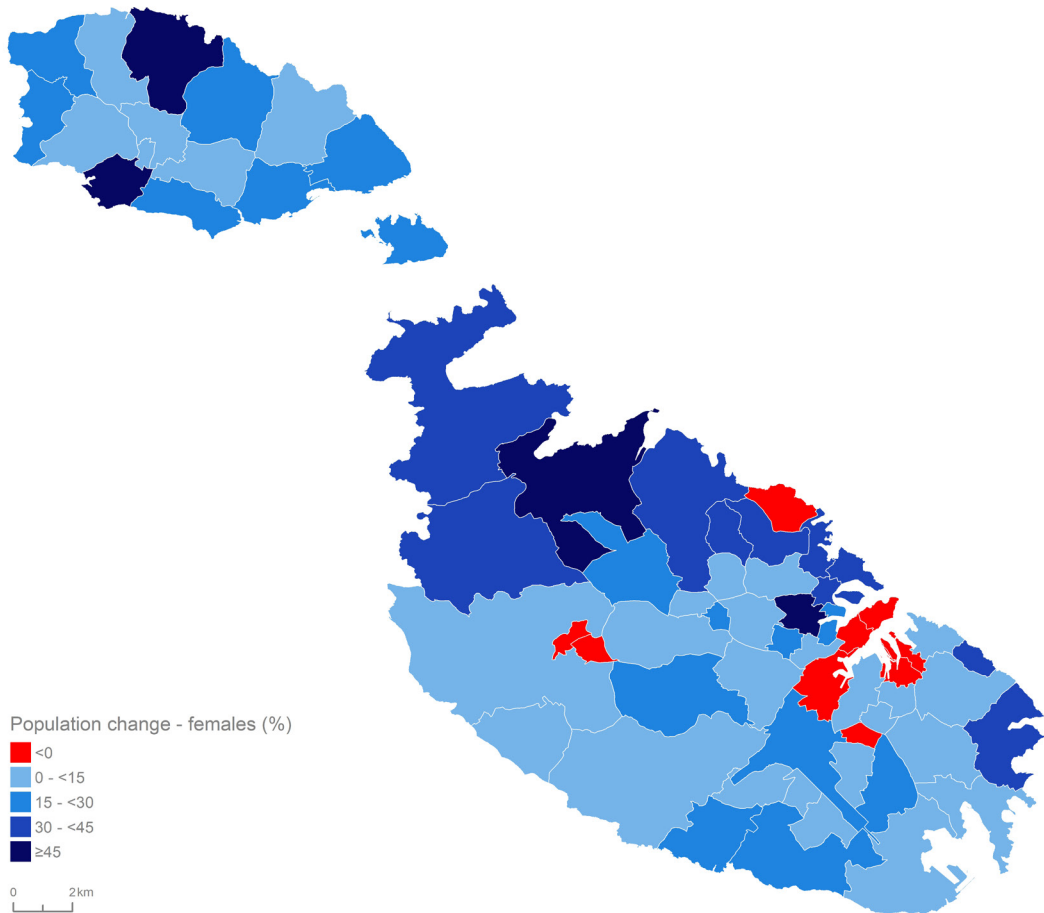 Population change - females (%)
<0
0 - <15
15 - <30
30 - <45
≥45
0 2km